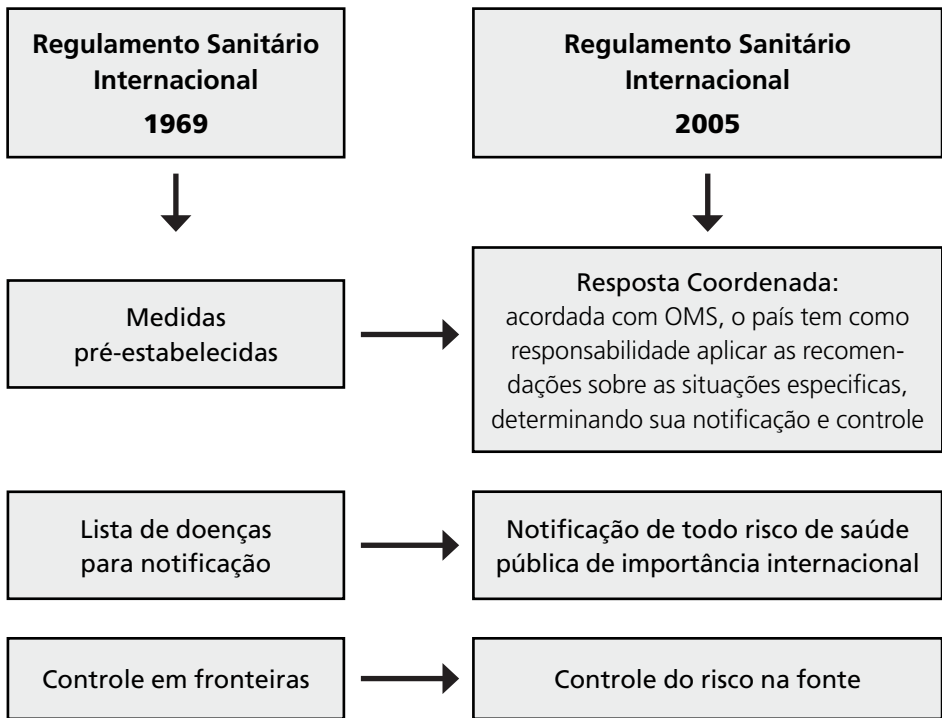 Regulamento Sanitário
Internacional
1969
Regulamento Sanitário
Internacional
2005
Medidas
pré-estabelecidas
Resposta Coordenada:
acordada com OMS, o país tem como
responsabilidade aplicar as recomen-
dações sobre as situações especificas,
determinando sua notificação e controle
Lista de doenças
para notificação
Notificação de todo risco de saúde
pública de importância internacional
Controle em fronteiras
Controle do risco na fonte